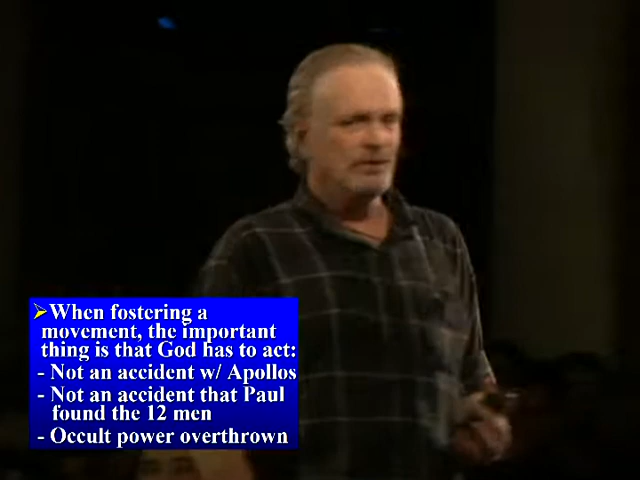 ➢When fostering a
movement, the important
thing is that God has to act:
- Not an accident w/ Apollos
- Not an accident that Paul
found the 12 men
- Occult power overthrown